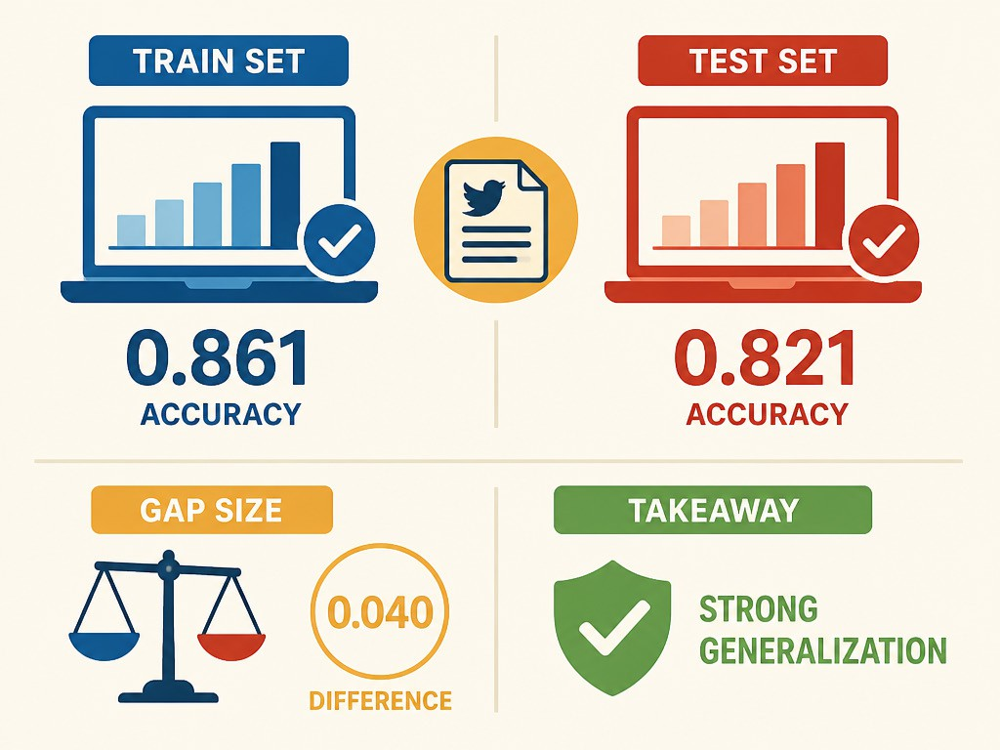 TRAIN SET
TEST SET
0.861
ACCURACY
0.821
ACCURACY
GAP SIZE
0.040
DIFFERENCE
TAKEAWAY
STRONG
GENERALIZATION